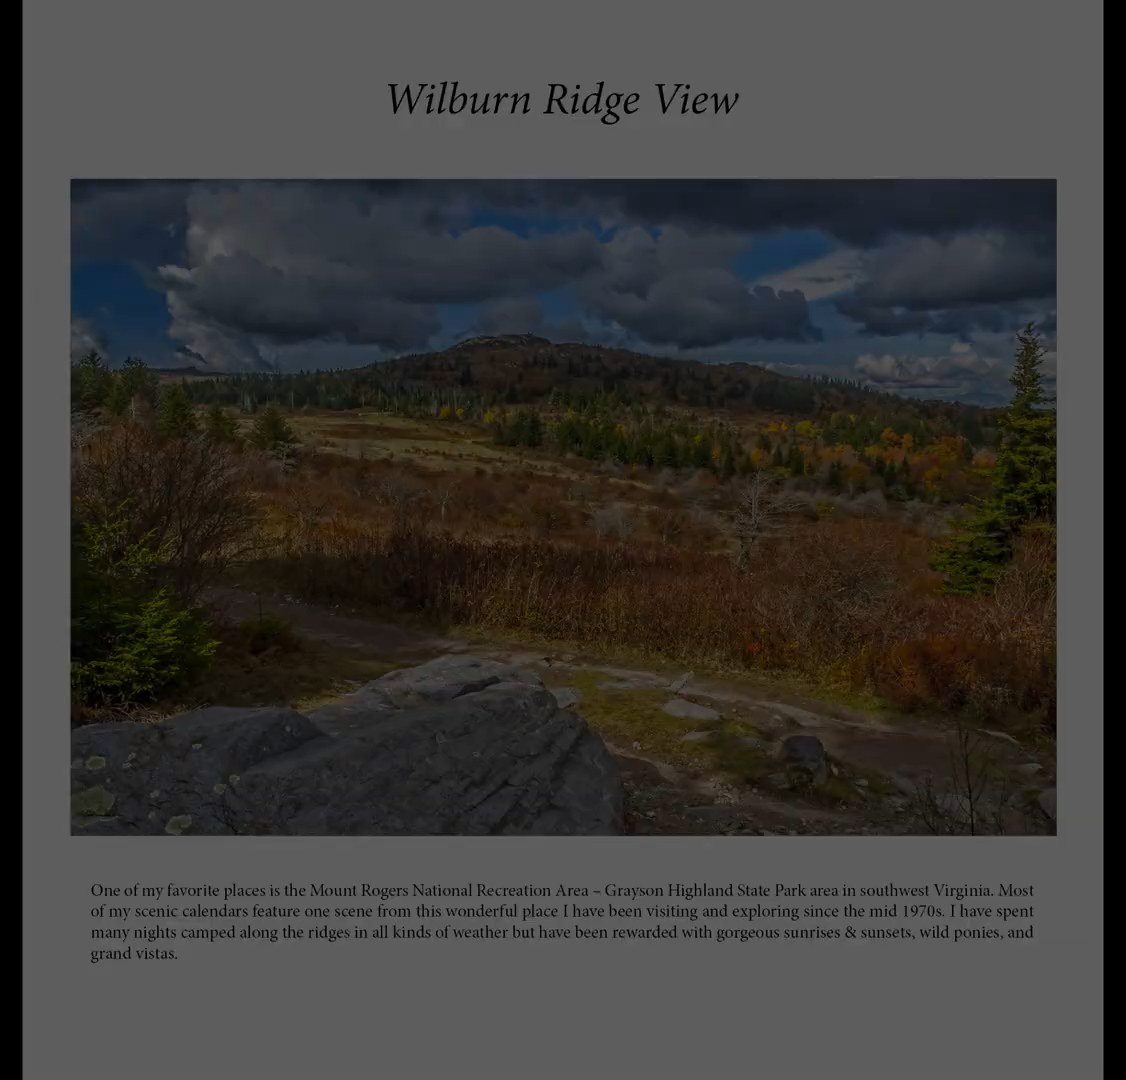 Wilburn Ridge View
One of my favorite places is the Mount Rogers National Recreation Area – Grayson Highland State Park area in southwest Virginia. Most
of my scenic calendars feature one scene from this wonderful place I have been visiting and exploring since the mid 1970s. I have spent
many nights camped along the ridges in all kinds of weather but have been rewarded with gorgeous sunrises & sunsets, wild ponies, and
grand vistas.